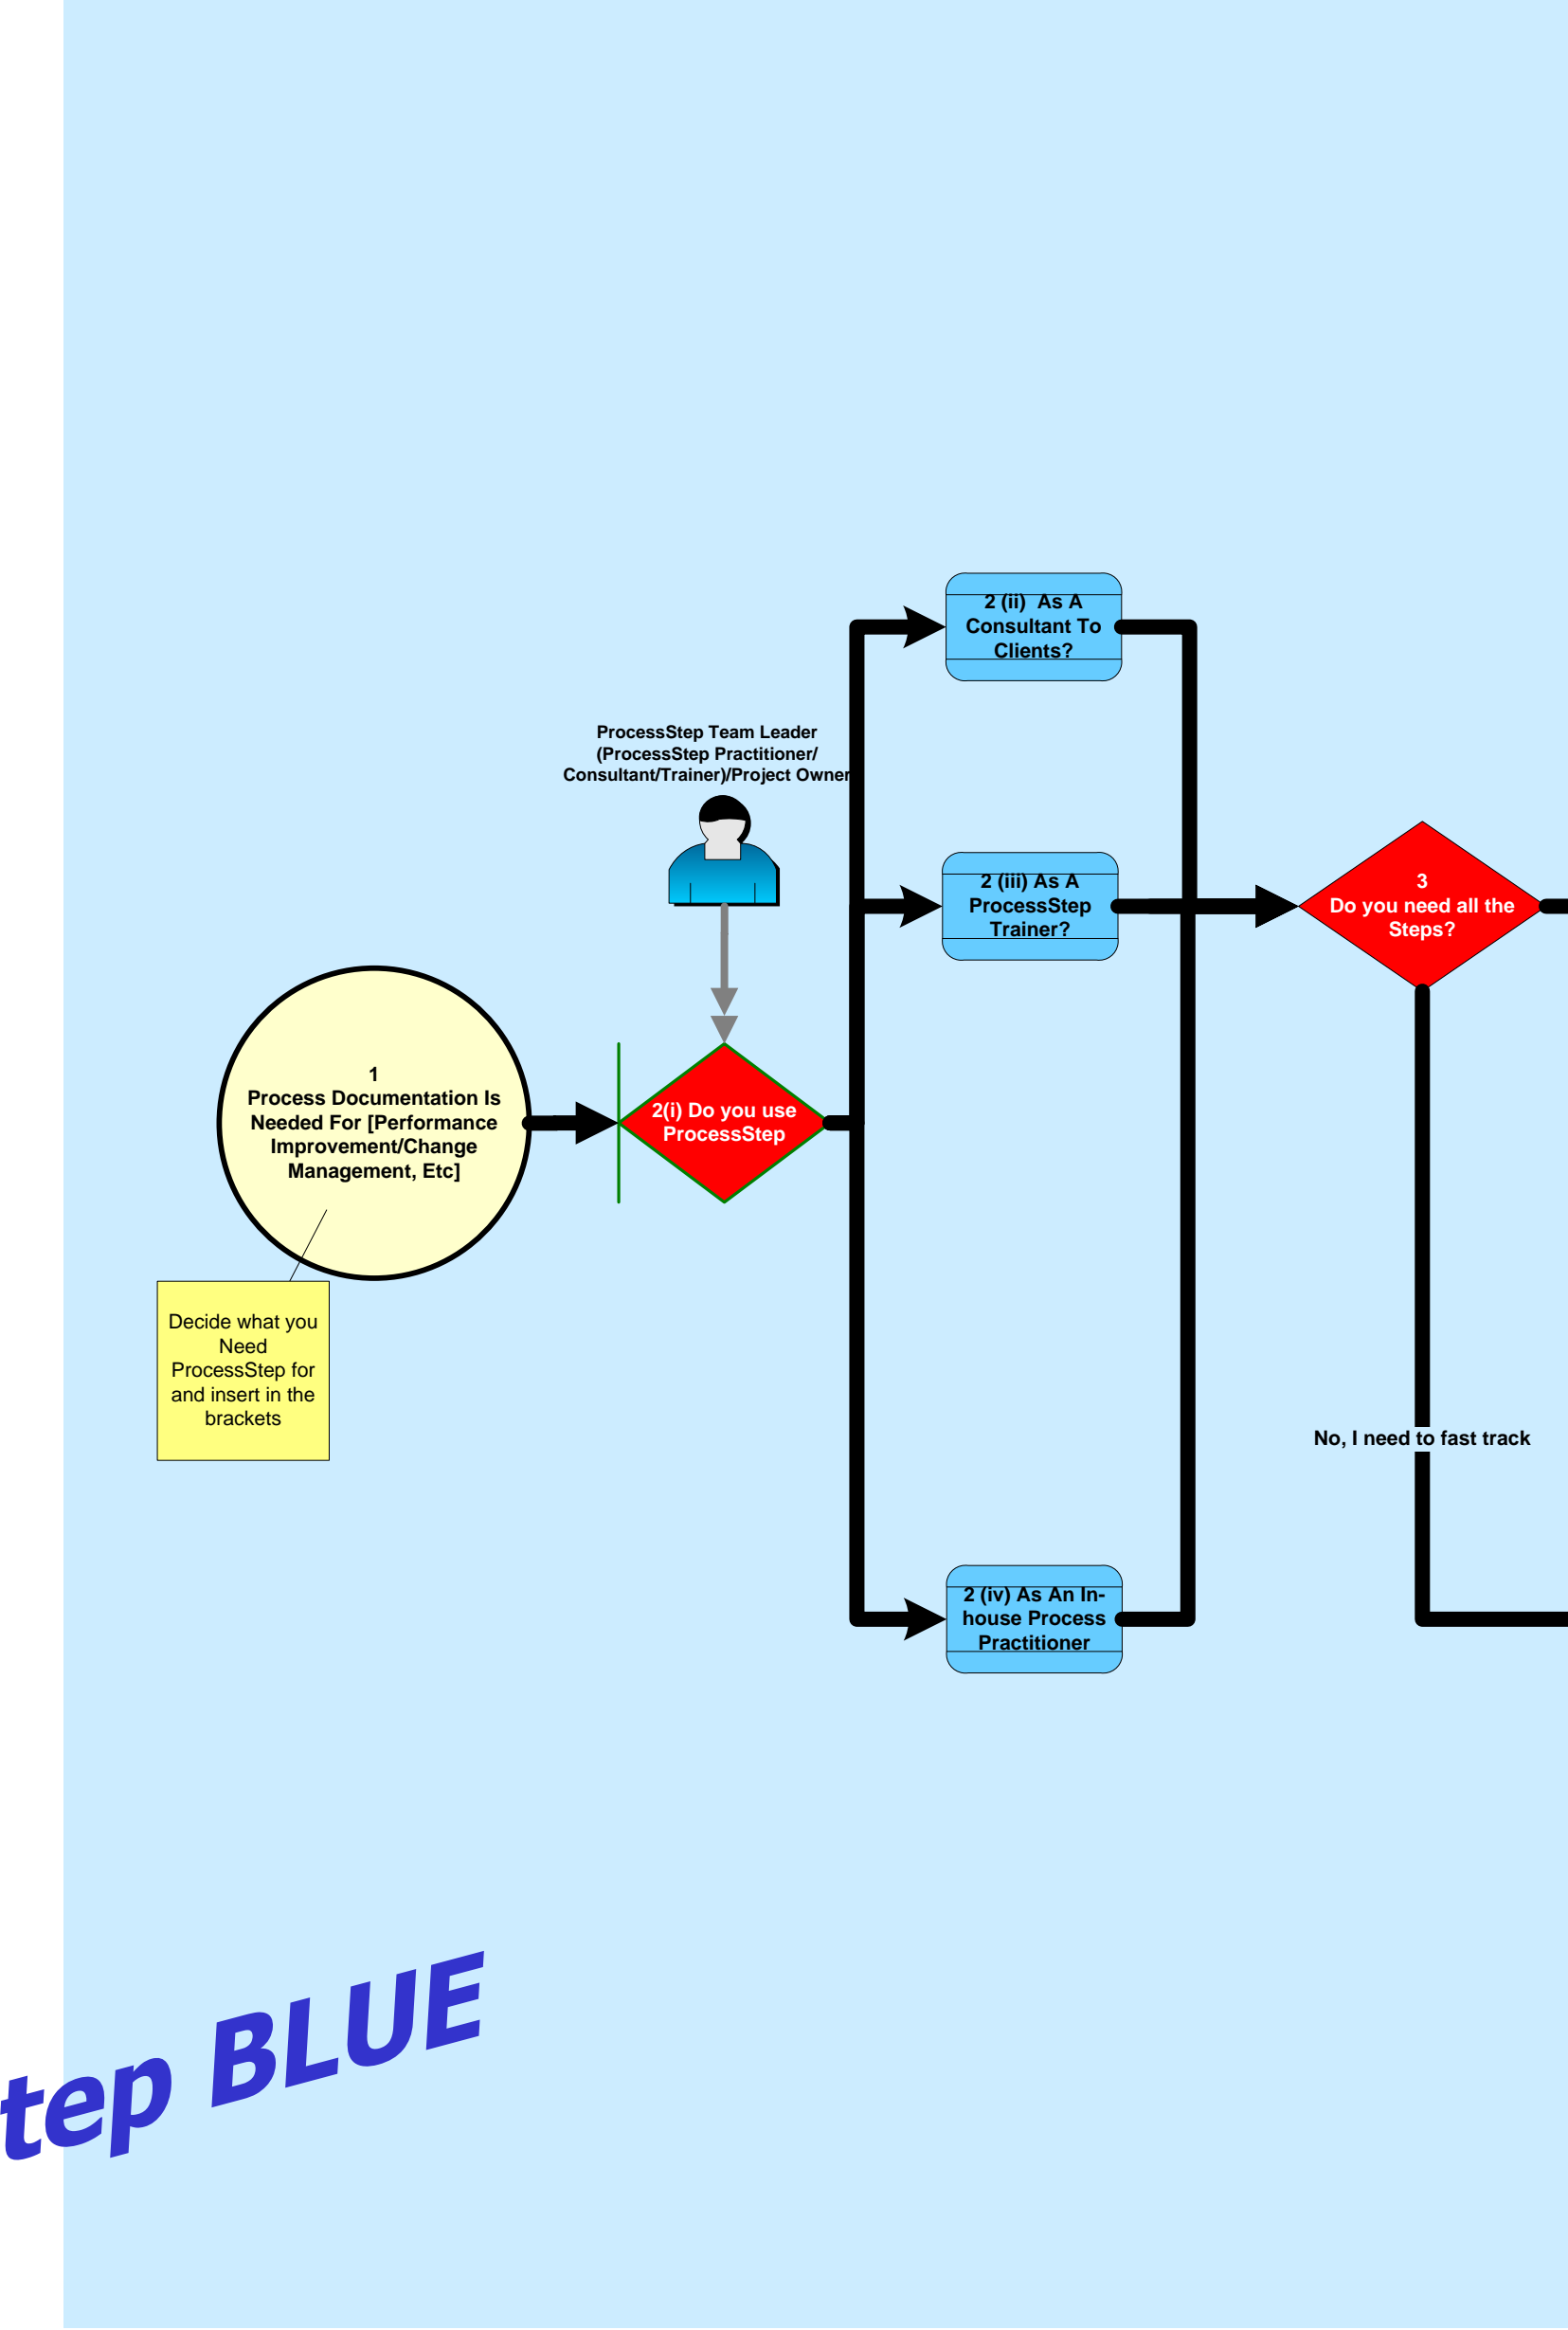 2 (ii)  As A
Consultant To
Clients?
ProcessStep Team Leader
(ProcessStep Practitioner/
Consultant/Trainer)/Project Owner
2 (iii) As A
ProcessStep
Trainer?
3
Do you need all the
Steps?
1
Process Documentation Is
Needed For [Performance
Improvement/Change
Management, Etc]
2(i) Do you use
ProcessStep
Decide what you
Need
ProcessStep for
and insert in the
brackets
No, I need to fast track
2 (iv) As An In-
house Process
Practitioner
tep BLUE